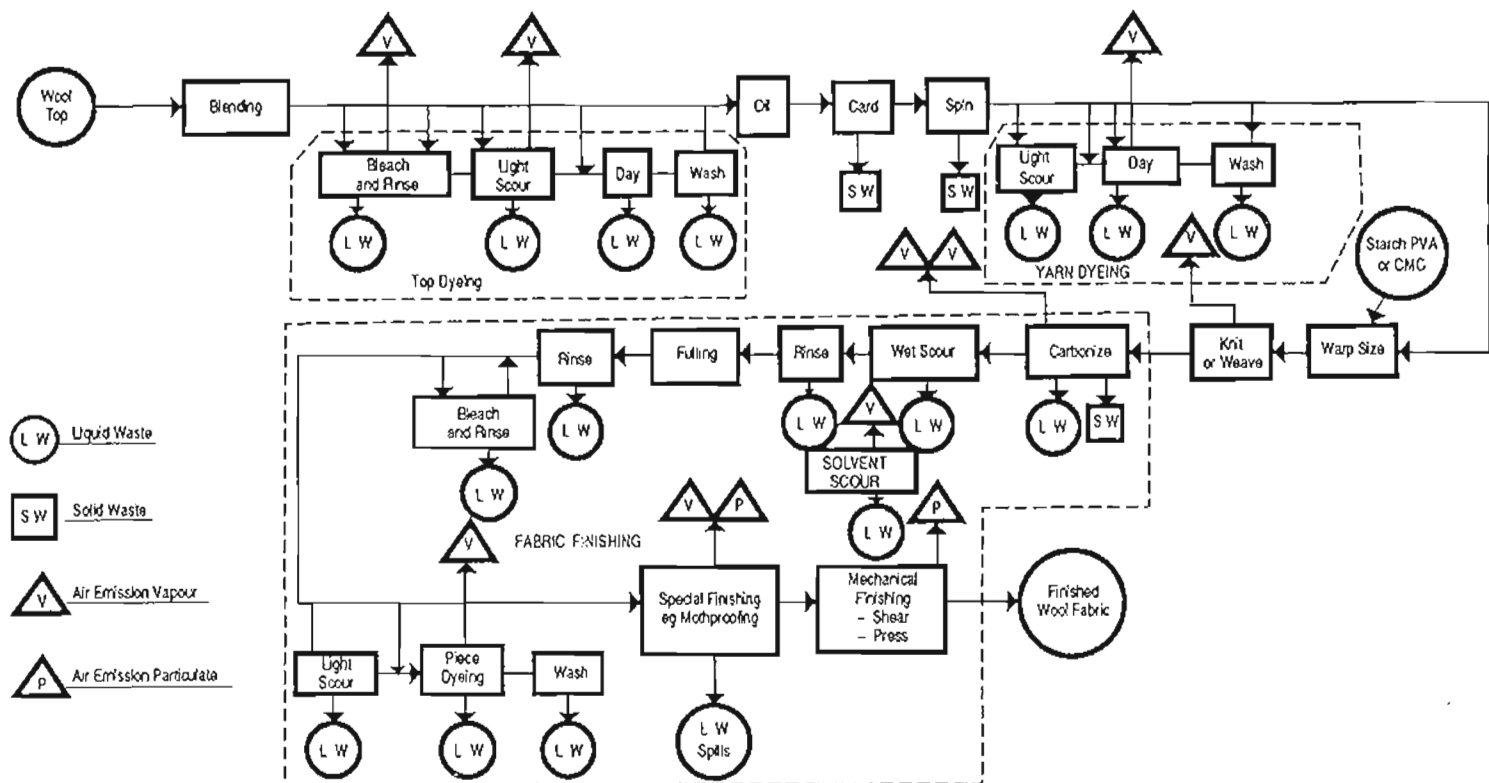 V
V
V
Wool
Top
Blending
Oil
Card
Spin
Bleach
and Rinse
Light
Scour
Day
Wash
L W
L W
L W
L W
Top Dyeing
S W
S W
Light
Scour
Day
Wash
L W
L W
L W
YARN DYEING
V
V
V
Starch PVA
or CMC
Rinse
Fulling
Rinse
Wet Scour
Carbonize
Knit
or Weave
Warp Size
Bleach
and Rinse
L W
L W
L W
V
L W
L W
S W
SOLVENT
SCOUR
L W
L W
Liquid Waste
S W
Solid Waste
V
Air Emission Vapour
P
Air Emission Particulate
V
FABRIC FINISHING
V
P
P
Special Finishing
eg Mothproofing
Mechanical
Finishing
– Shear
– Press
Finished
Wool Fabric
Light
Scour
Piece
Dyeing
Wash
L W
L W
L W
L W
Spills